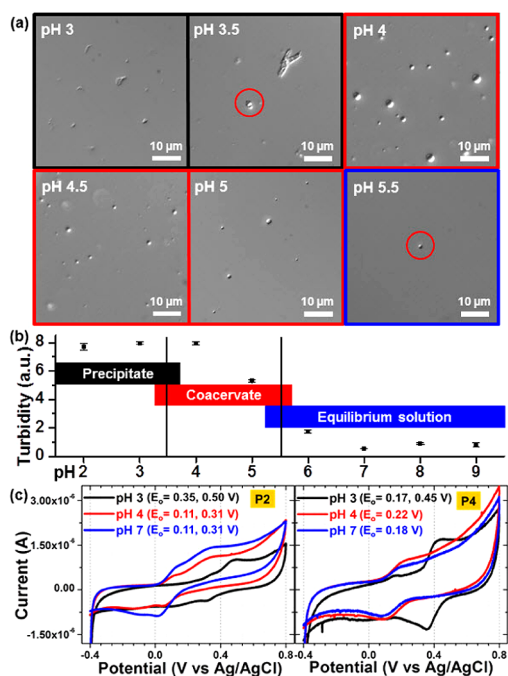 (a)
pH 3
pH 3.5
pH 4
10 µm
10 µm
10 µm
pH 4.5
pH 5
pH 5.5
10 µm
10 µm
10 µm
(b)
Turbidity (a.u.)
8
6
4
2
0
Precipitate
Coacervate
Equilibrium solution
pH 2 3 4 5 6 7 8 9
(c)
Current (A)
3.00x10⁻⁶
1.50x10⁻⁶
0.00
-1.50x10⁻⁶
pH 3 (Eₒ= 0.35, 0.50 V)
pH 4 (Eₒ= 0.11, 0.31 V)
pH 7 (Eₒ= 0.11, 0.31 V)
P2
pH 3 (Eₒ= 0.17, 0.45 V)
pH 4 (Eₒ= 0.22 V)
pH 7 (Eₒ= 0.18 V)
P4
-0.4 0.0 0.4 0.8
-0.4 0.0 0.4 0.8
Potential (V vs Ag/AgCl)
Potential (V vs Ag/AgCl)